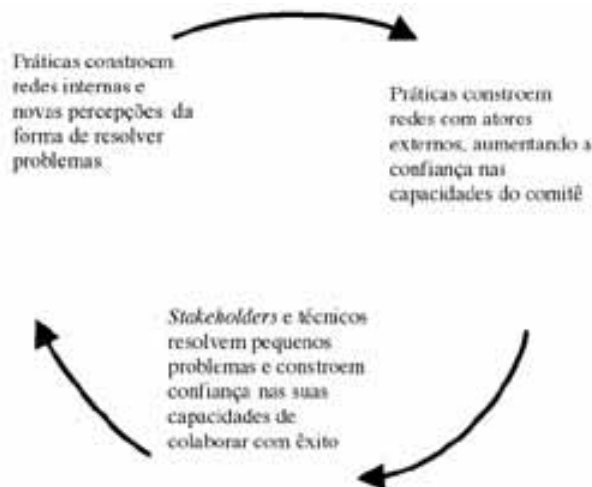 Práticas constroem
redes internas e
novas percepções da
forma de resolver
problemas
Práticas constroem
redes com atores
externos, aumentando a
confiança nas
capacidades do comitê
Stakeholders e técnicos
resolvem pequenos
problemas e constroem
confiança nas suas
capacidades de
colaborar com êxito